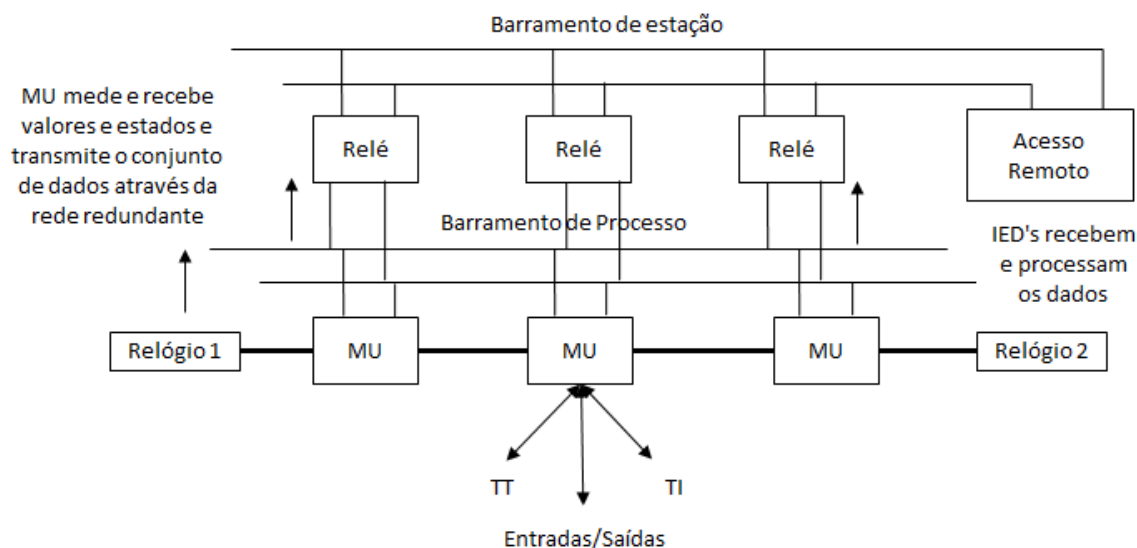 Barramento de estação
MU mede e recebe
valores e estados e
transmite o conjunto
de dados através da
rede redundante
Relé
Relé
Relé
Acesso
Remoto
Barramento de Processo
IED's recebem
e processam
os dados
Relógio 1
MU
MU
MU
Relógio 2
TT
TI
Entradas/Saídas